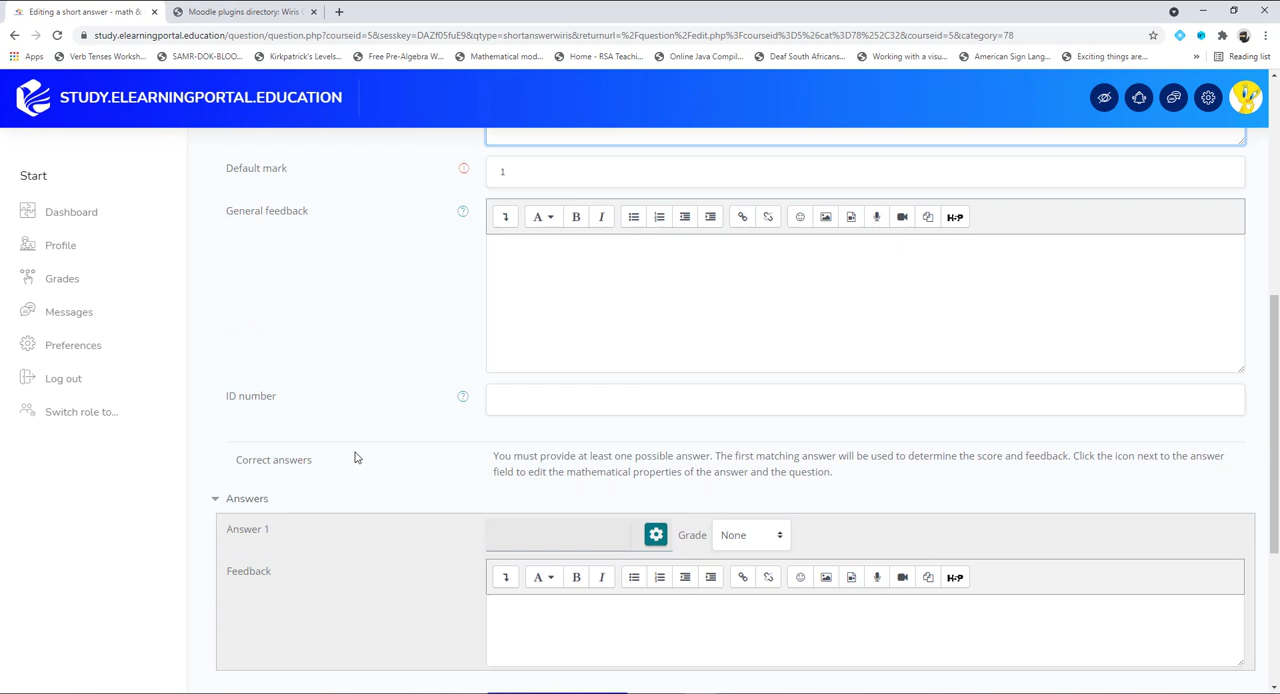 Editing a short answer - math &
Moodle plugins directory: Wiris
study.elearningportal.education/question/question.php?courseid=5&sesskey=DAZf05fuE9&qtype=shortanswerwiris&returnurl=%2Fquestion%2Fedit.php%3Fcourseid%3D5%26cat%3D78%252C32&courseid=5&category=78
Apps Verb Tenses Worksh... SAMR-DOK-BLOO... Kirkpatrick's Levels... Free Pre-Algebra W... Mathematical mod... Home - RSA Teachi... Online Java Compil... Deaf South Africans... Working with a visu... American Sign Lang... Exciting things are... » Reading list
STUDY.ELEARNINGPORTAL.EDUCATION
Start
Dashboard
Profile
Grades
Messages
Preferences
Log out
Switch role to...
Default mark
1
General feedback
A B I H-P
ID number
Correct answers
You must provide at least one possible answer. The first matching answer will be used to determine the score and feedback. Click the icon next to the answer
field to edit the mathematical properties of the answer and the question.
Answers
Answer 1
Grade None
Feedback
A B I H-P